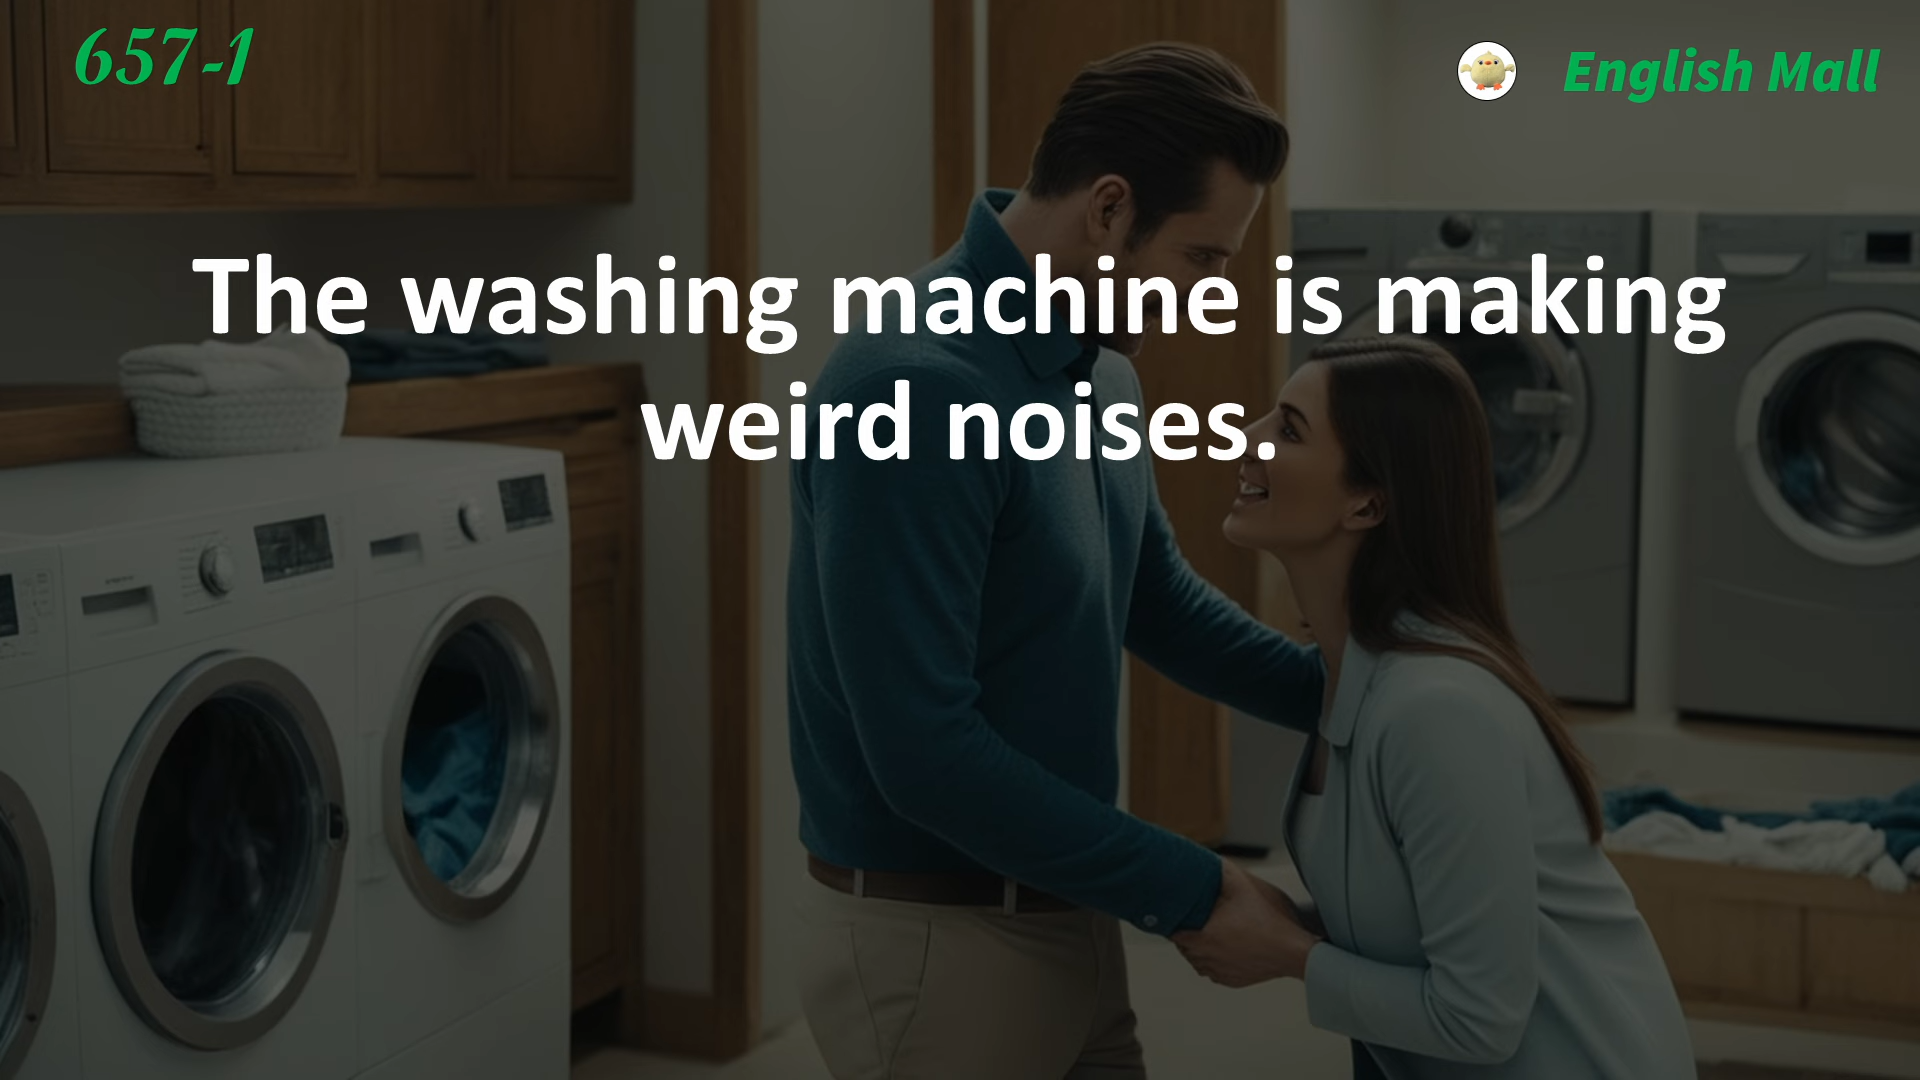 657-1
English Mall
The washing machine is making
weird noises.